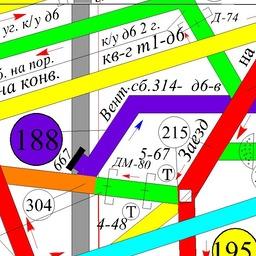 уг. к/у д6
к/у д6 2 г.
Д-74
кв-г т1-д6
б. на пор.
на конв.
на
Вент. сб.314- д6-в
188
215
Заезд
667
5-67
ДМ-80
Т
304
Т
4-48
195